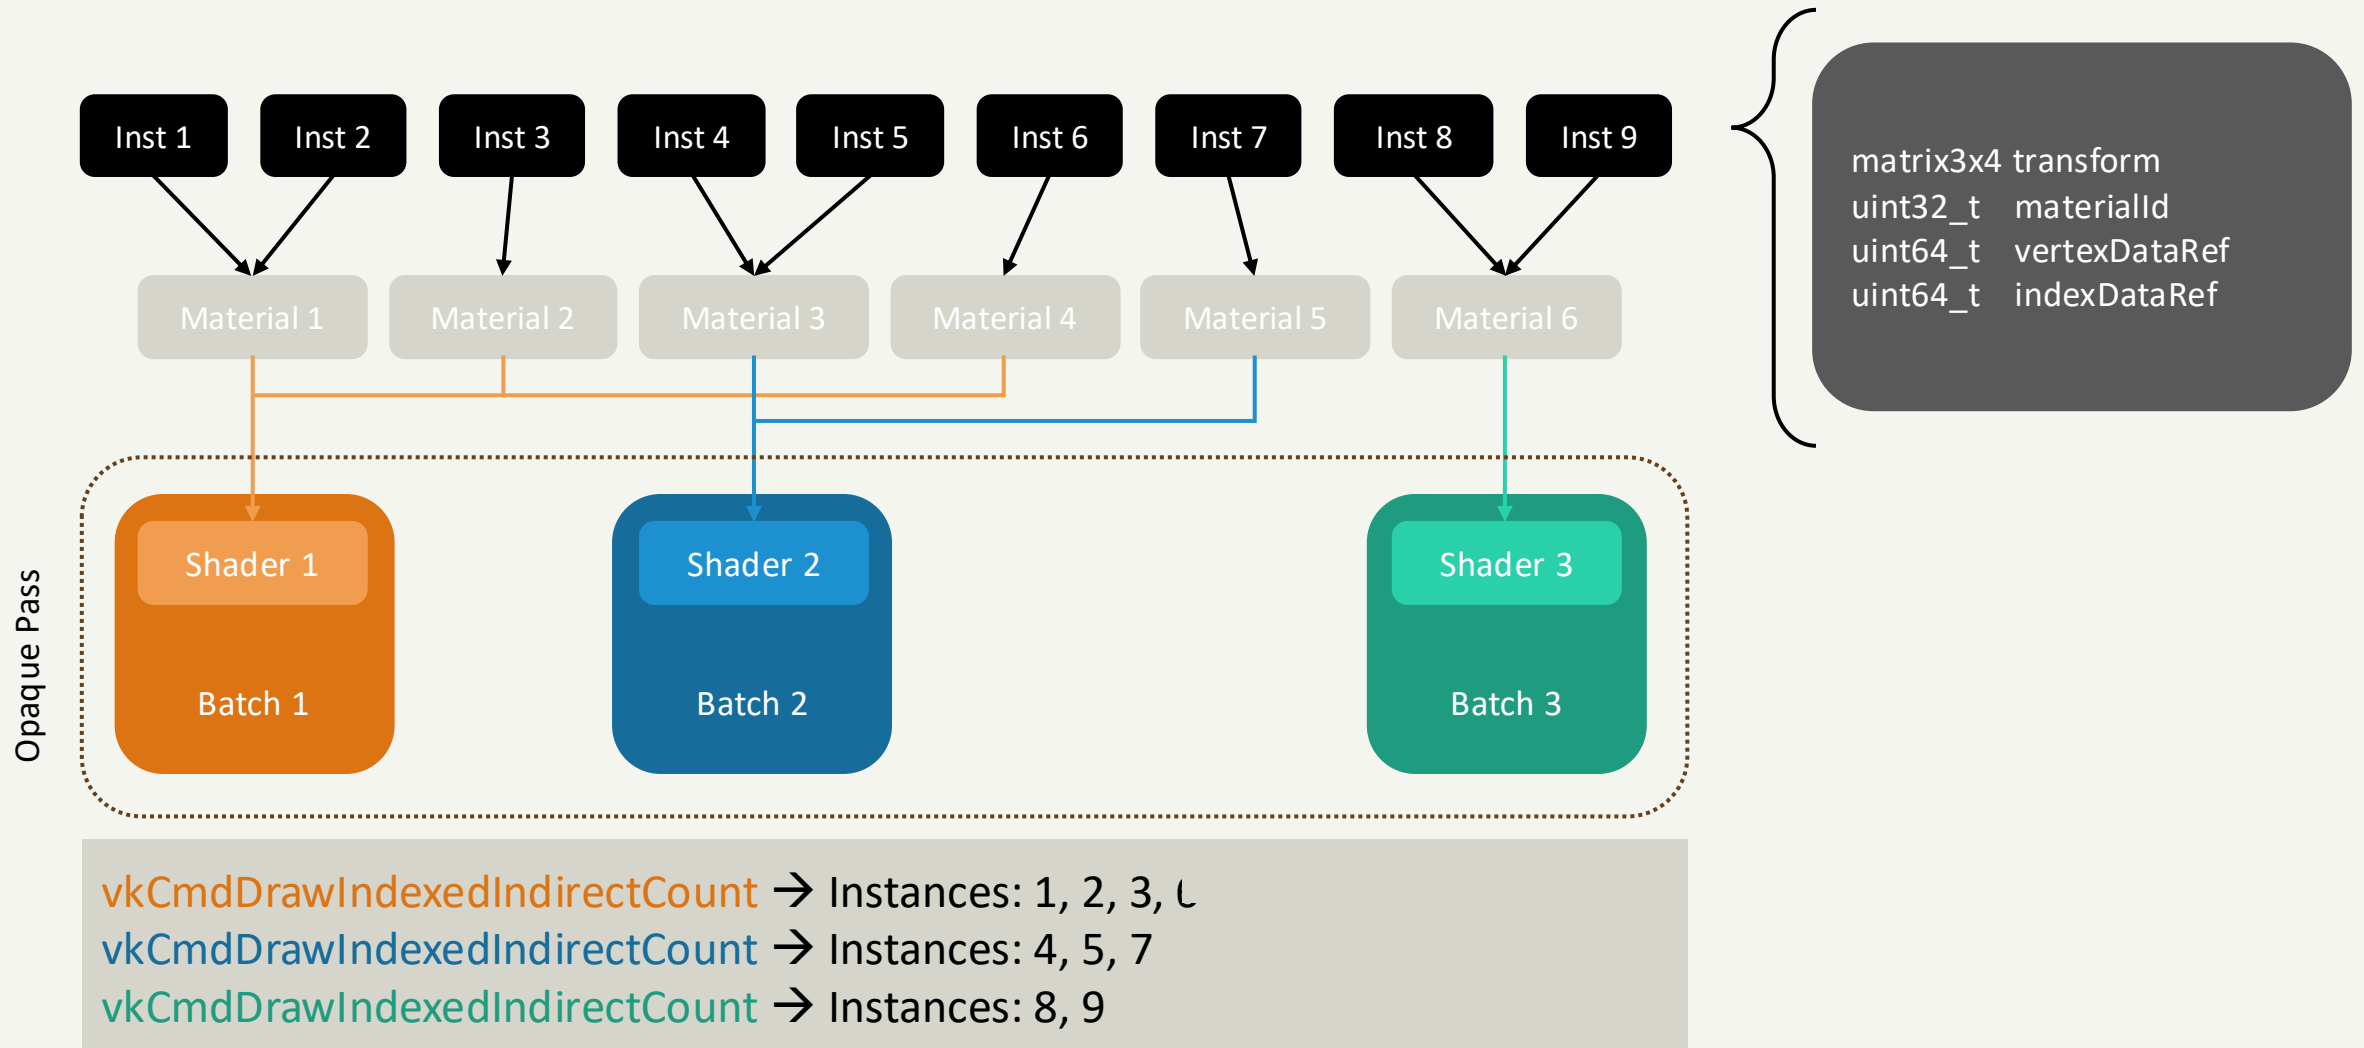 Inst 1
Inst 2
Inst 3
Inst 4
Inst 5
Inst 6
Inst 7
Inst 8
Inst 9
matrix3x4 transform
uint32_t materialId
uint64_t vertexDataRef
uint64_t indexDataRef
Material 1
Material 2
Material 3
Material 4
Material 5
Material 6
Opaque Pass
Shader 1
Shader 2
Shader 3
Batch 1
Batch 2
Batch 3
vkCmdDrawIndexedIndirectCount → Instances: 1, 2, 3,
vkCmdDrawIndexedIndirectCount → Instances: 4, 5, 7
vkCmdDrawIndexedIndirectCount → Instances: 8, 9